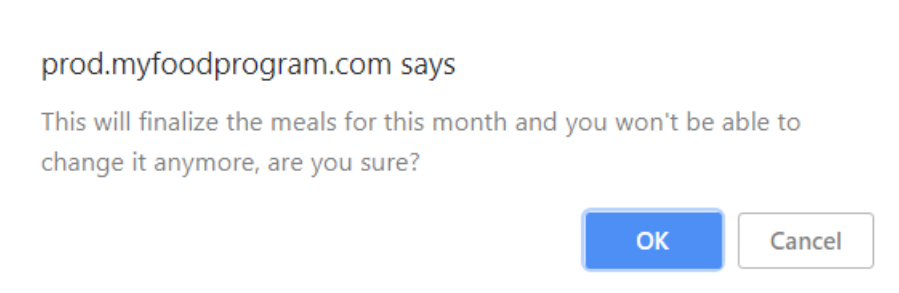 prod.myfoodprogram.com says
This will finalize the meals for this month and you won't be able to
change it anymore, are you sure?
OK
Cancel